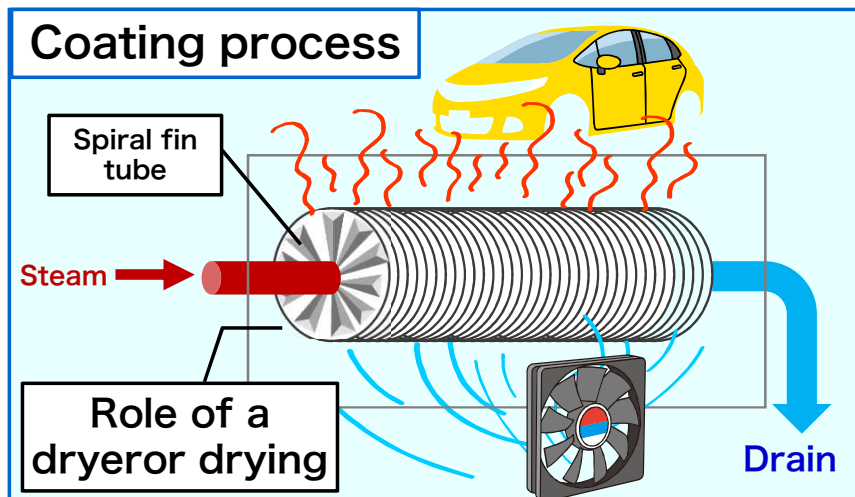 Coating process
Spiral fin
tube
Steam
Role of a
dryeror drying
Drain